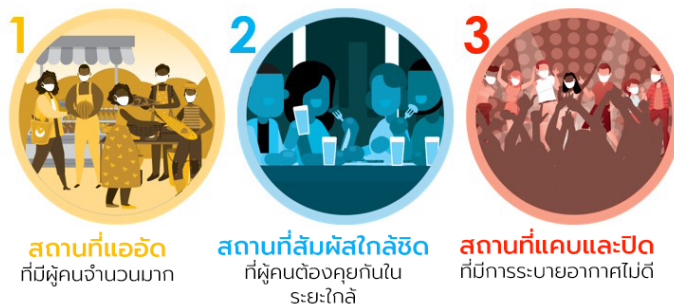 1
สถานที่แออัด
ที่มีผู้คนจำนวนมาก
2
สถานที่สัมผัสใกล้ชิด
ที่ผู้คนต้องคุยกันใน
ระยะใกล้
3
สถานที่แคบและปิด
ที่มีการระบายอากาศไม่ดี